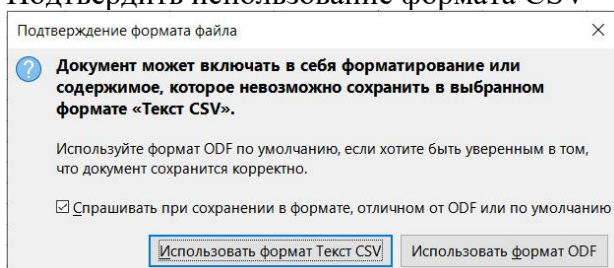 Подтвердить использование формата CSV
Подтверждение формата файла
Документ может включать в себя форматирование или
содержимое, которое невозможно сохранить в выбранном
формате «Текст CSV».
Используйте формат ODF по умолчанию, если хотите быть уверенным в том,
что документ сохранится корректно.
Спрашивать при сохранении в формате, отличном от ODF или по умолчанию
Использовать формат Текст CSV Использовать формат ODF